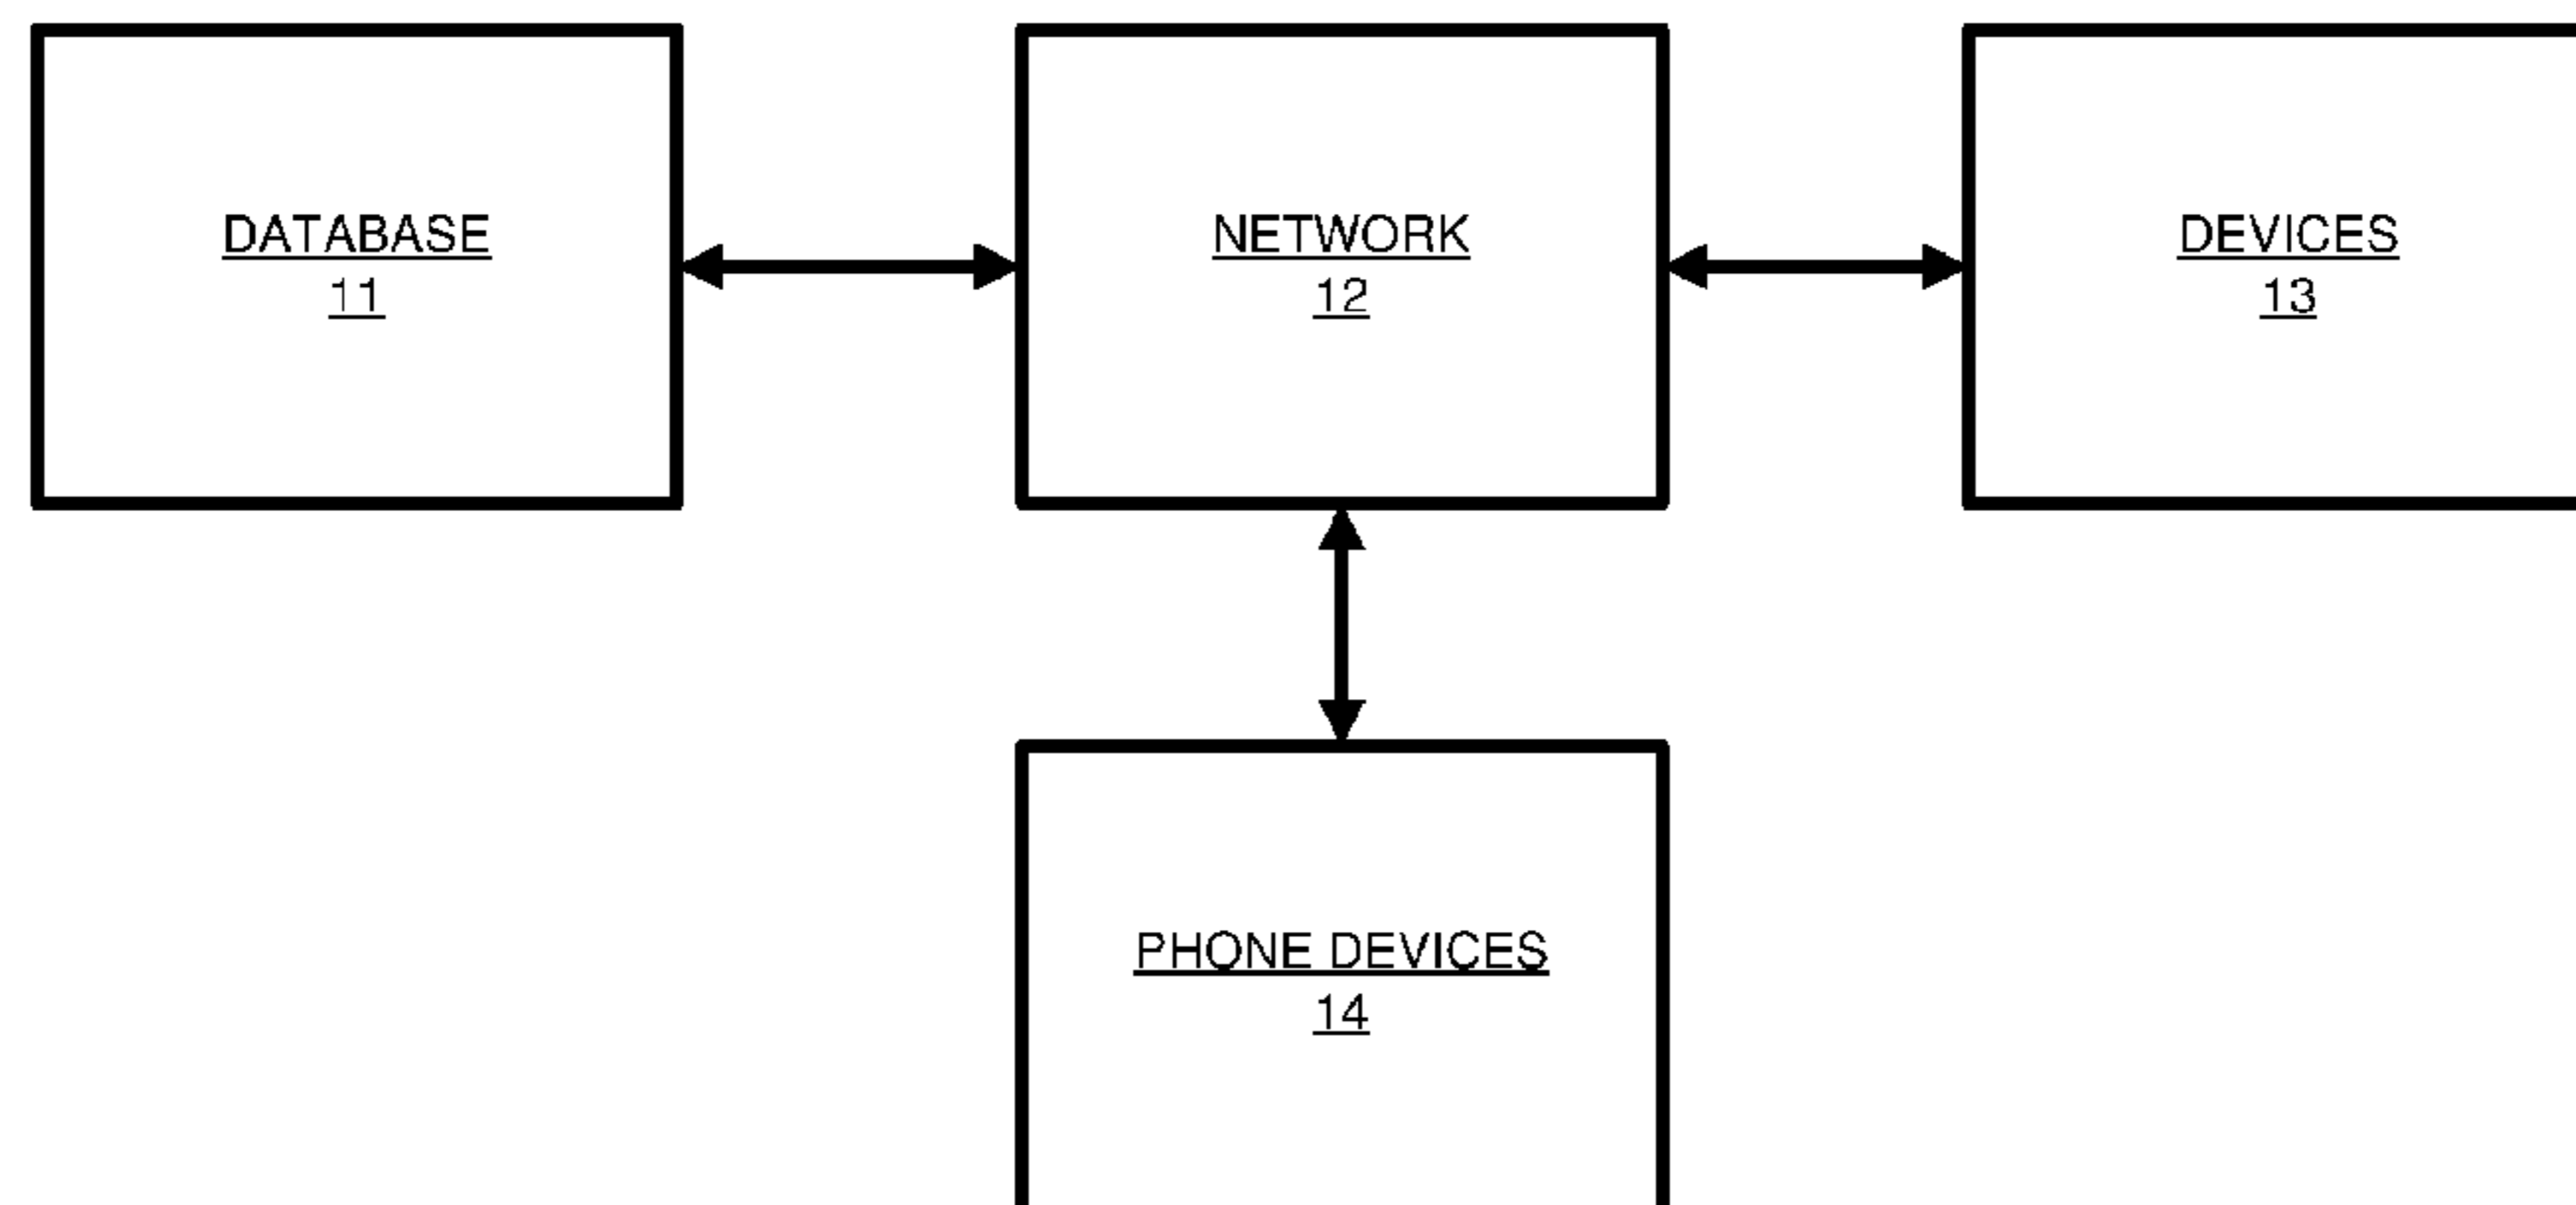 DATABASE
11
NETWORK
12
DEVICES
13
PHONE DEVICES
14